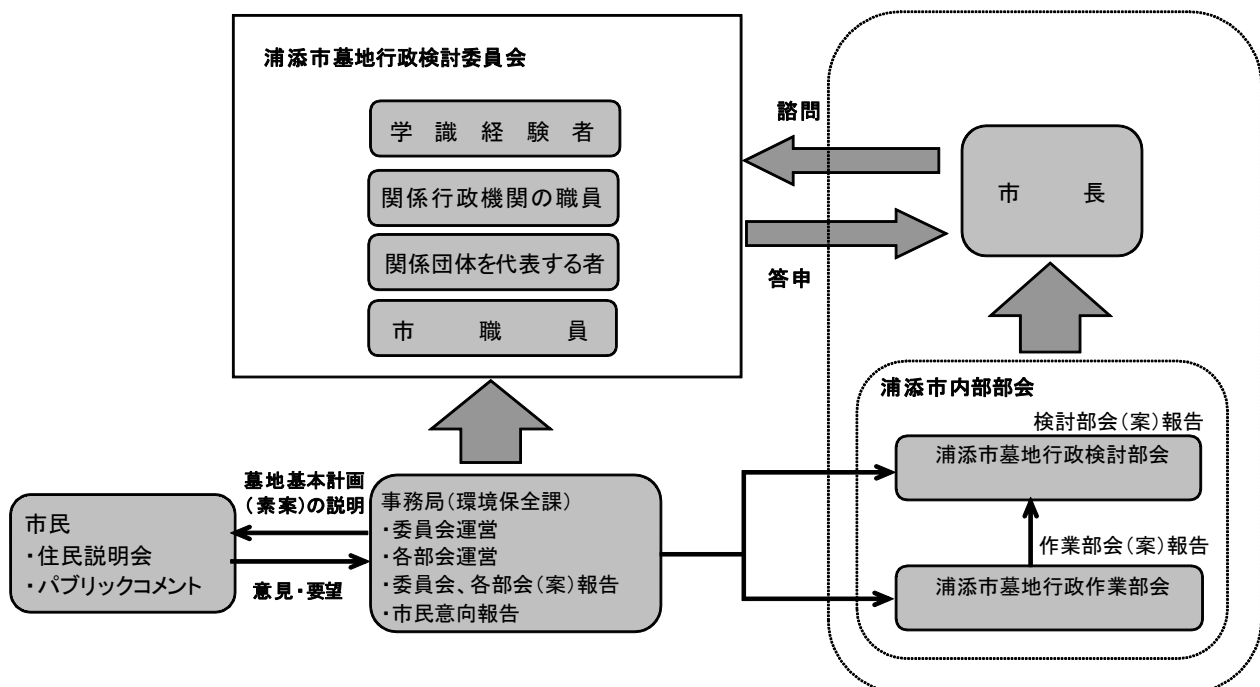 浦添市墓地行政検討委員会
学識経験者
関係行政機関の職員
関係団体を代表する者
市職員
諮問
答申
市長
浦添市内部部会
検討部会(案)報告
浦添市墓地行政検討部会
作業部会(案)報告
浦添市墓地行政作業部会
墓地基本計画
(素案)の説明
意見・要望
市民
・住民説明会
・パブリックコメント
事務局(環境保全課)
・委員会運営
・各部会運営
・委員会、各部会(案)報告
・市民意向報告